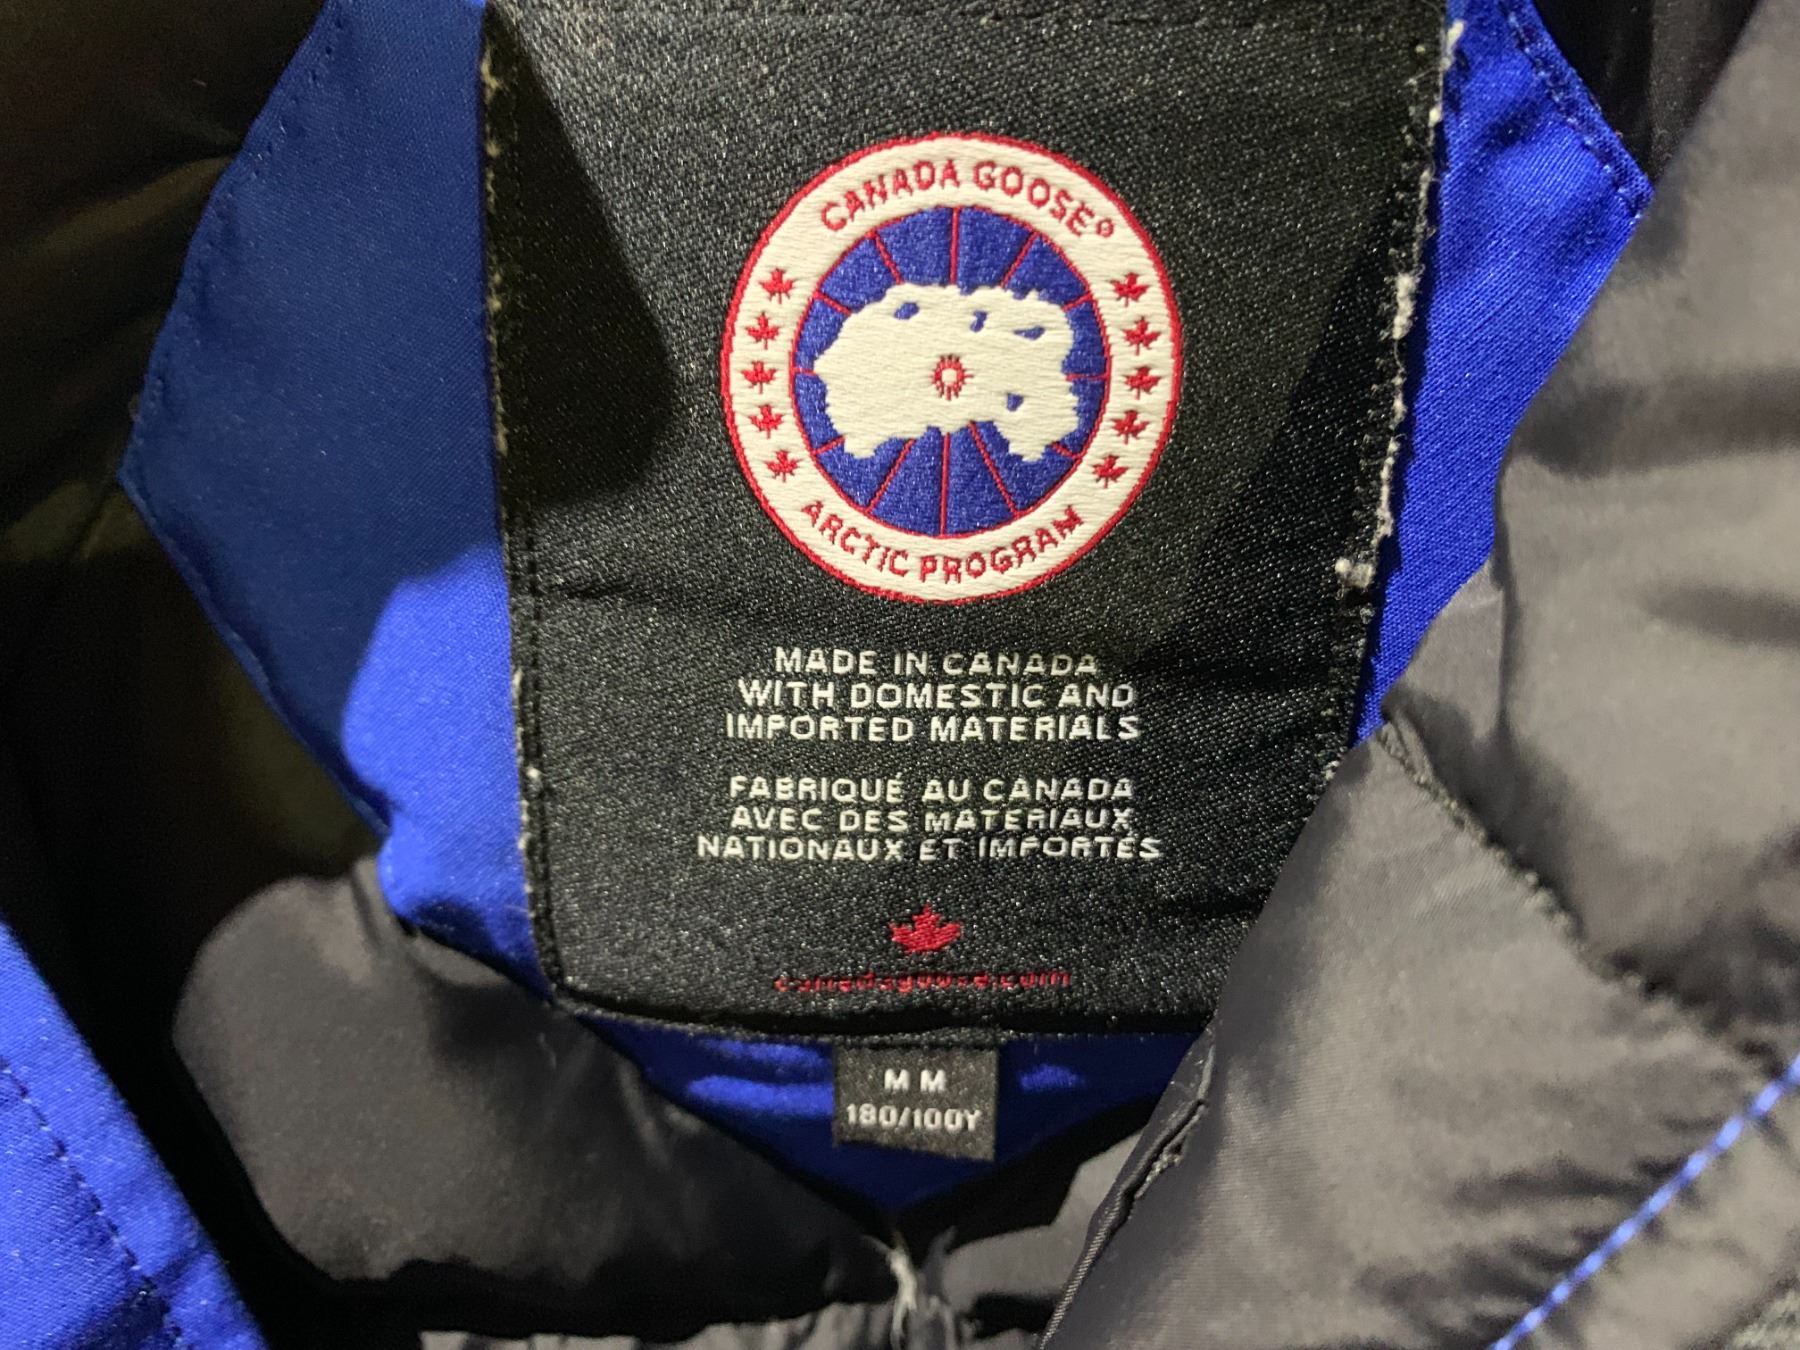 CANADA GOOSE®
ARCTIC PROGRAM
MADE IN CANADA
WITH DOMESTIC AND
IMPORTED MATERIALS
FABRIQUÉ AU CANADA
AVEC DES MATERIAUX
NATIONAUX ET IMPORTÉS
canadagoose.com
M M
180/100Y